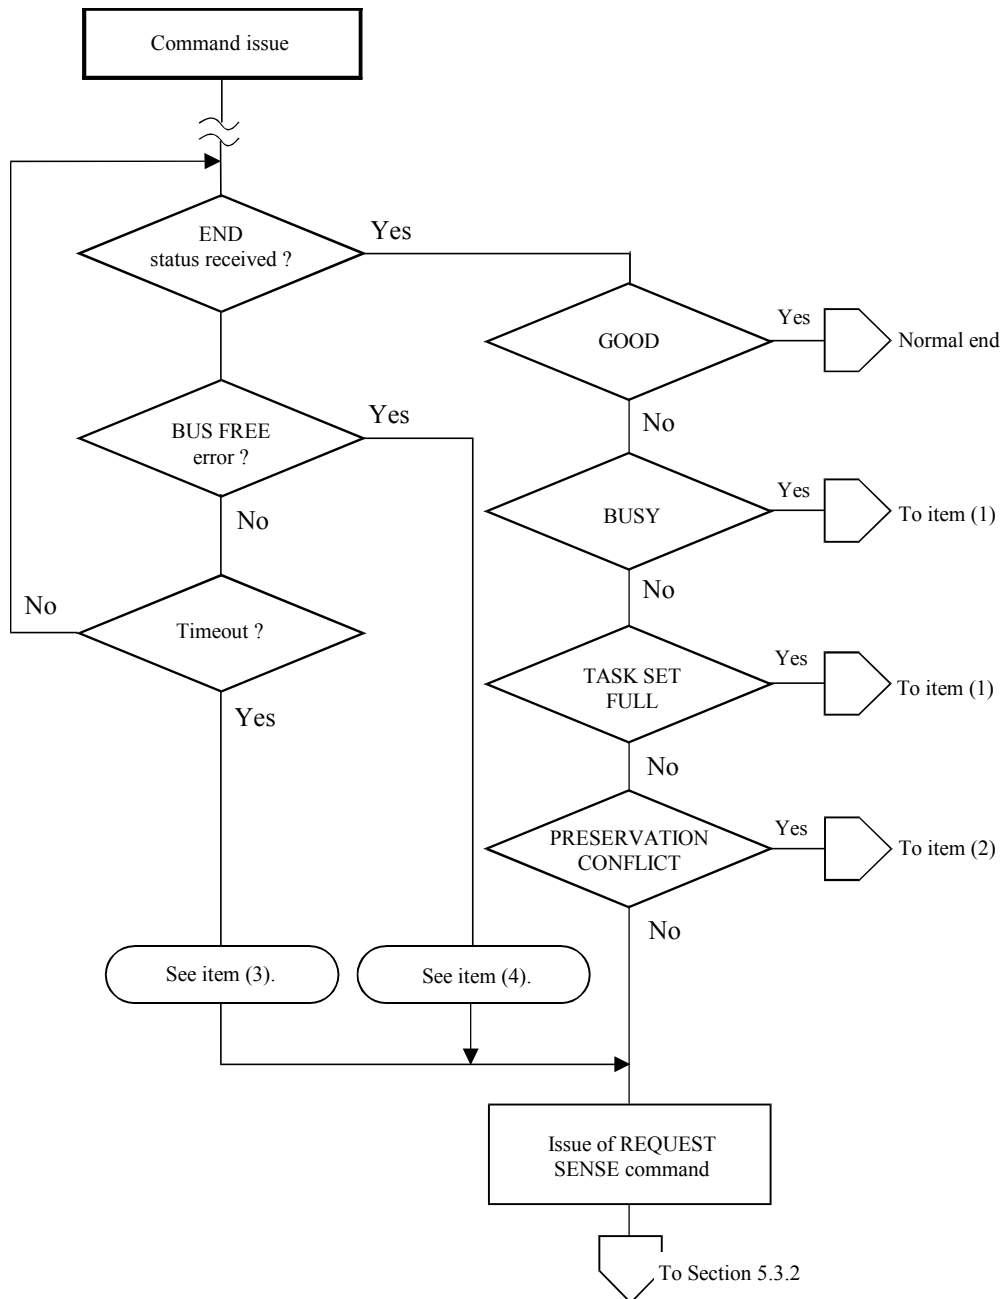 Command issue
END
status received ?
Yes
GOOD
Yes
Normal end
BUS FREE
error ?
Yes
No
No
BUSY
Yes
To item (1)
No
Timeout ?
No
Yes
TASK SET
FULL
Yes
To item (1)
No
PRESERVATION
CONFLICT
Yes
To item (2)
No
See item (3).
See item (4).
Issue of REQUEST
SENSE command
To Section 5.3.2